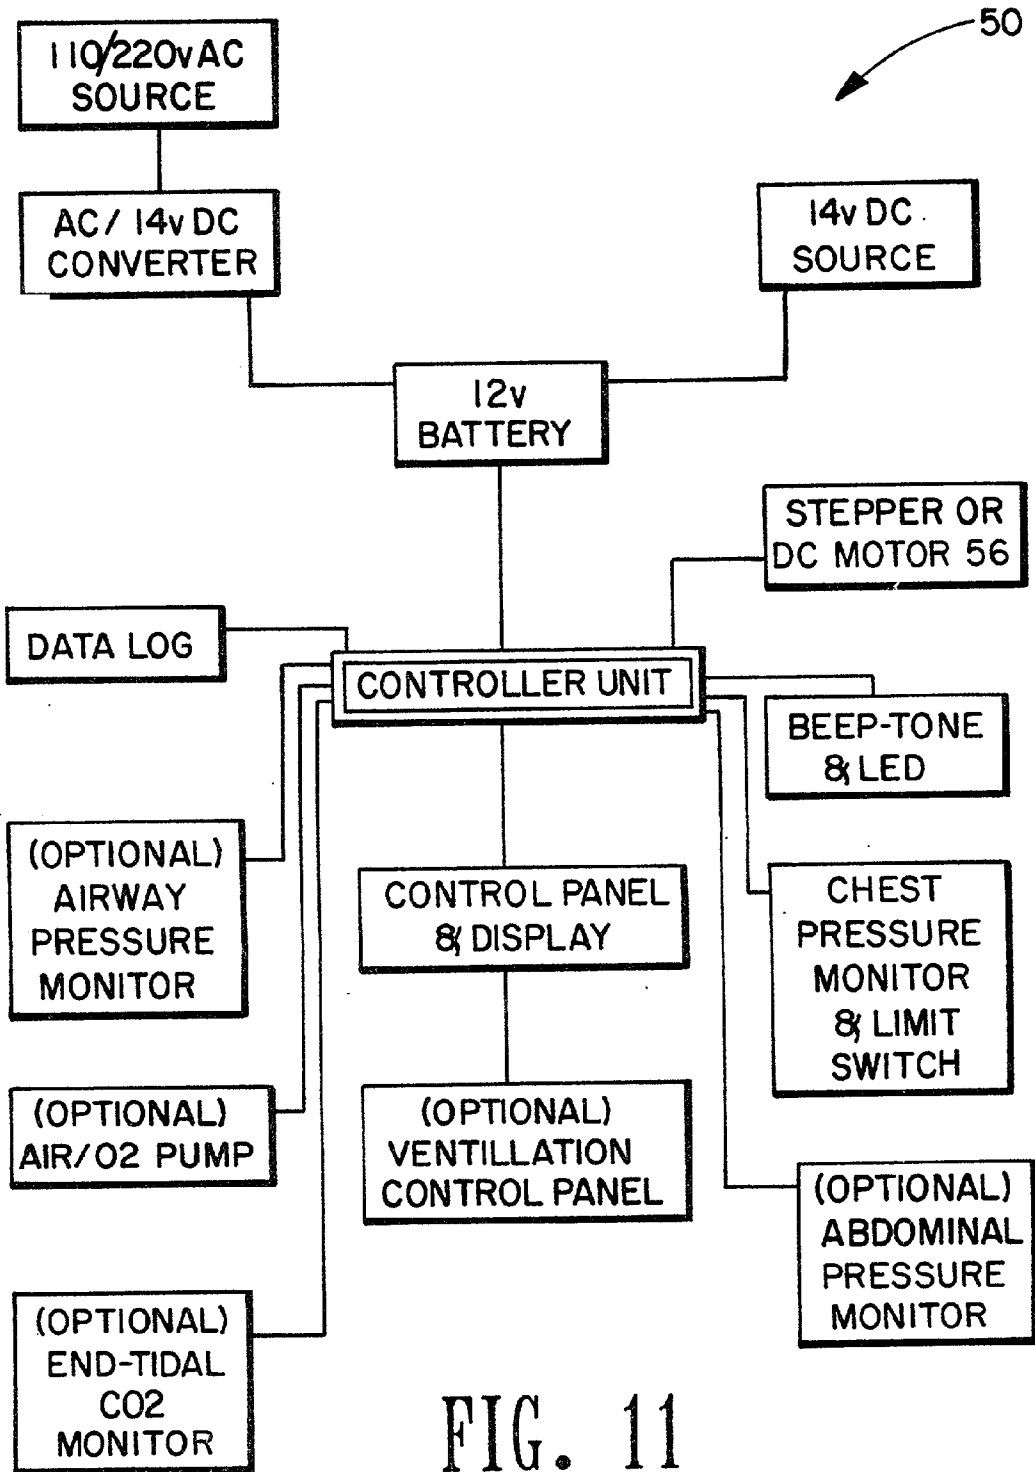 50
110/220v AC
SOURCE
AC/14v DC
CONVERTER
14v DC
SOURCE
12v
BATTERY
STEPPER OR
DC MOTOR 56
DATA LOG
CONTROLLER UNIT
BEEP-TONE
& LED
(OPTIONAL)
AIRWAY
PRESSURE
MONITOR
CONTROL PANEL
& DISPLAY
CHEST
PRESSURE
MONITOR
& LIMIT
SWITCH
(OPTIONAL)
AIR/O2 PUMP
(OPTIONAL)
VENTILLATION
CONTROL PANEL
(OPTIONAL)
ABDOMINAL
PRESSURE
MONITOR
(OPTIONAL)
END-TIDAL
CO2
MONITOR
FIG. 11